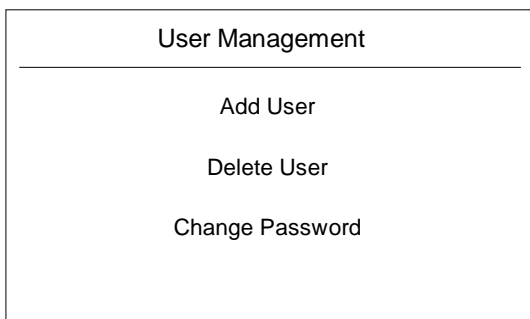 User Management
Add User
Delete User
Change Password